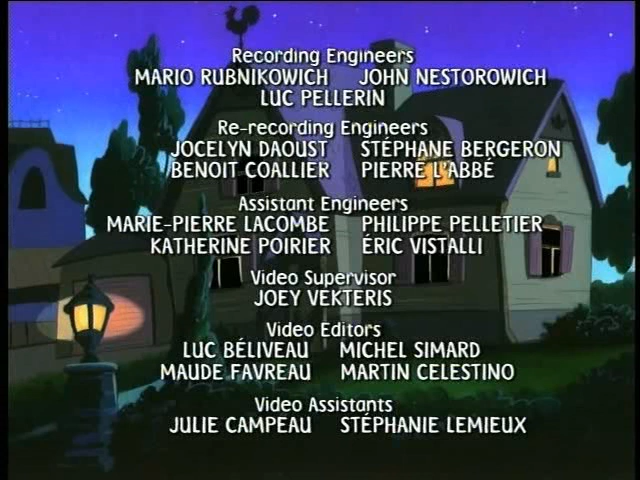 Recording Engineers
MARIO RUBNIKOWICH JOHN NESTOROWICH
LUC PELLERIN
Re-recording Engineers
JOCELYN DAOUST STÉPHANE BERGERON
BENOIT COALLIER PIERRE L'ABBÉ
Assistant Engineers
MARIE-PIERRE LACOMBE PHILIPPE PELLETIER
KATHERINE POIRIER ÉRIC VISTALLI
Video Supervisor
JOEY VEKTERIS
Video Editors
LUC BÉLIVEAU MICHEL SIMARD
MAUDE FAVREAU MARTIN CELESTINO
Video Assistants
JULIE CAMPEAU STÉPHANIE LEMIEUX